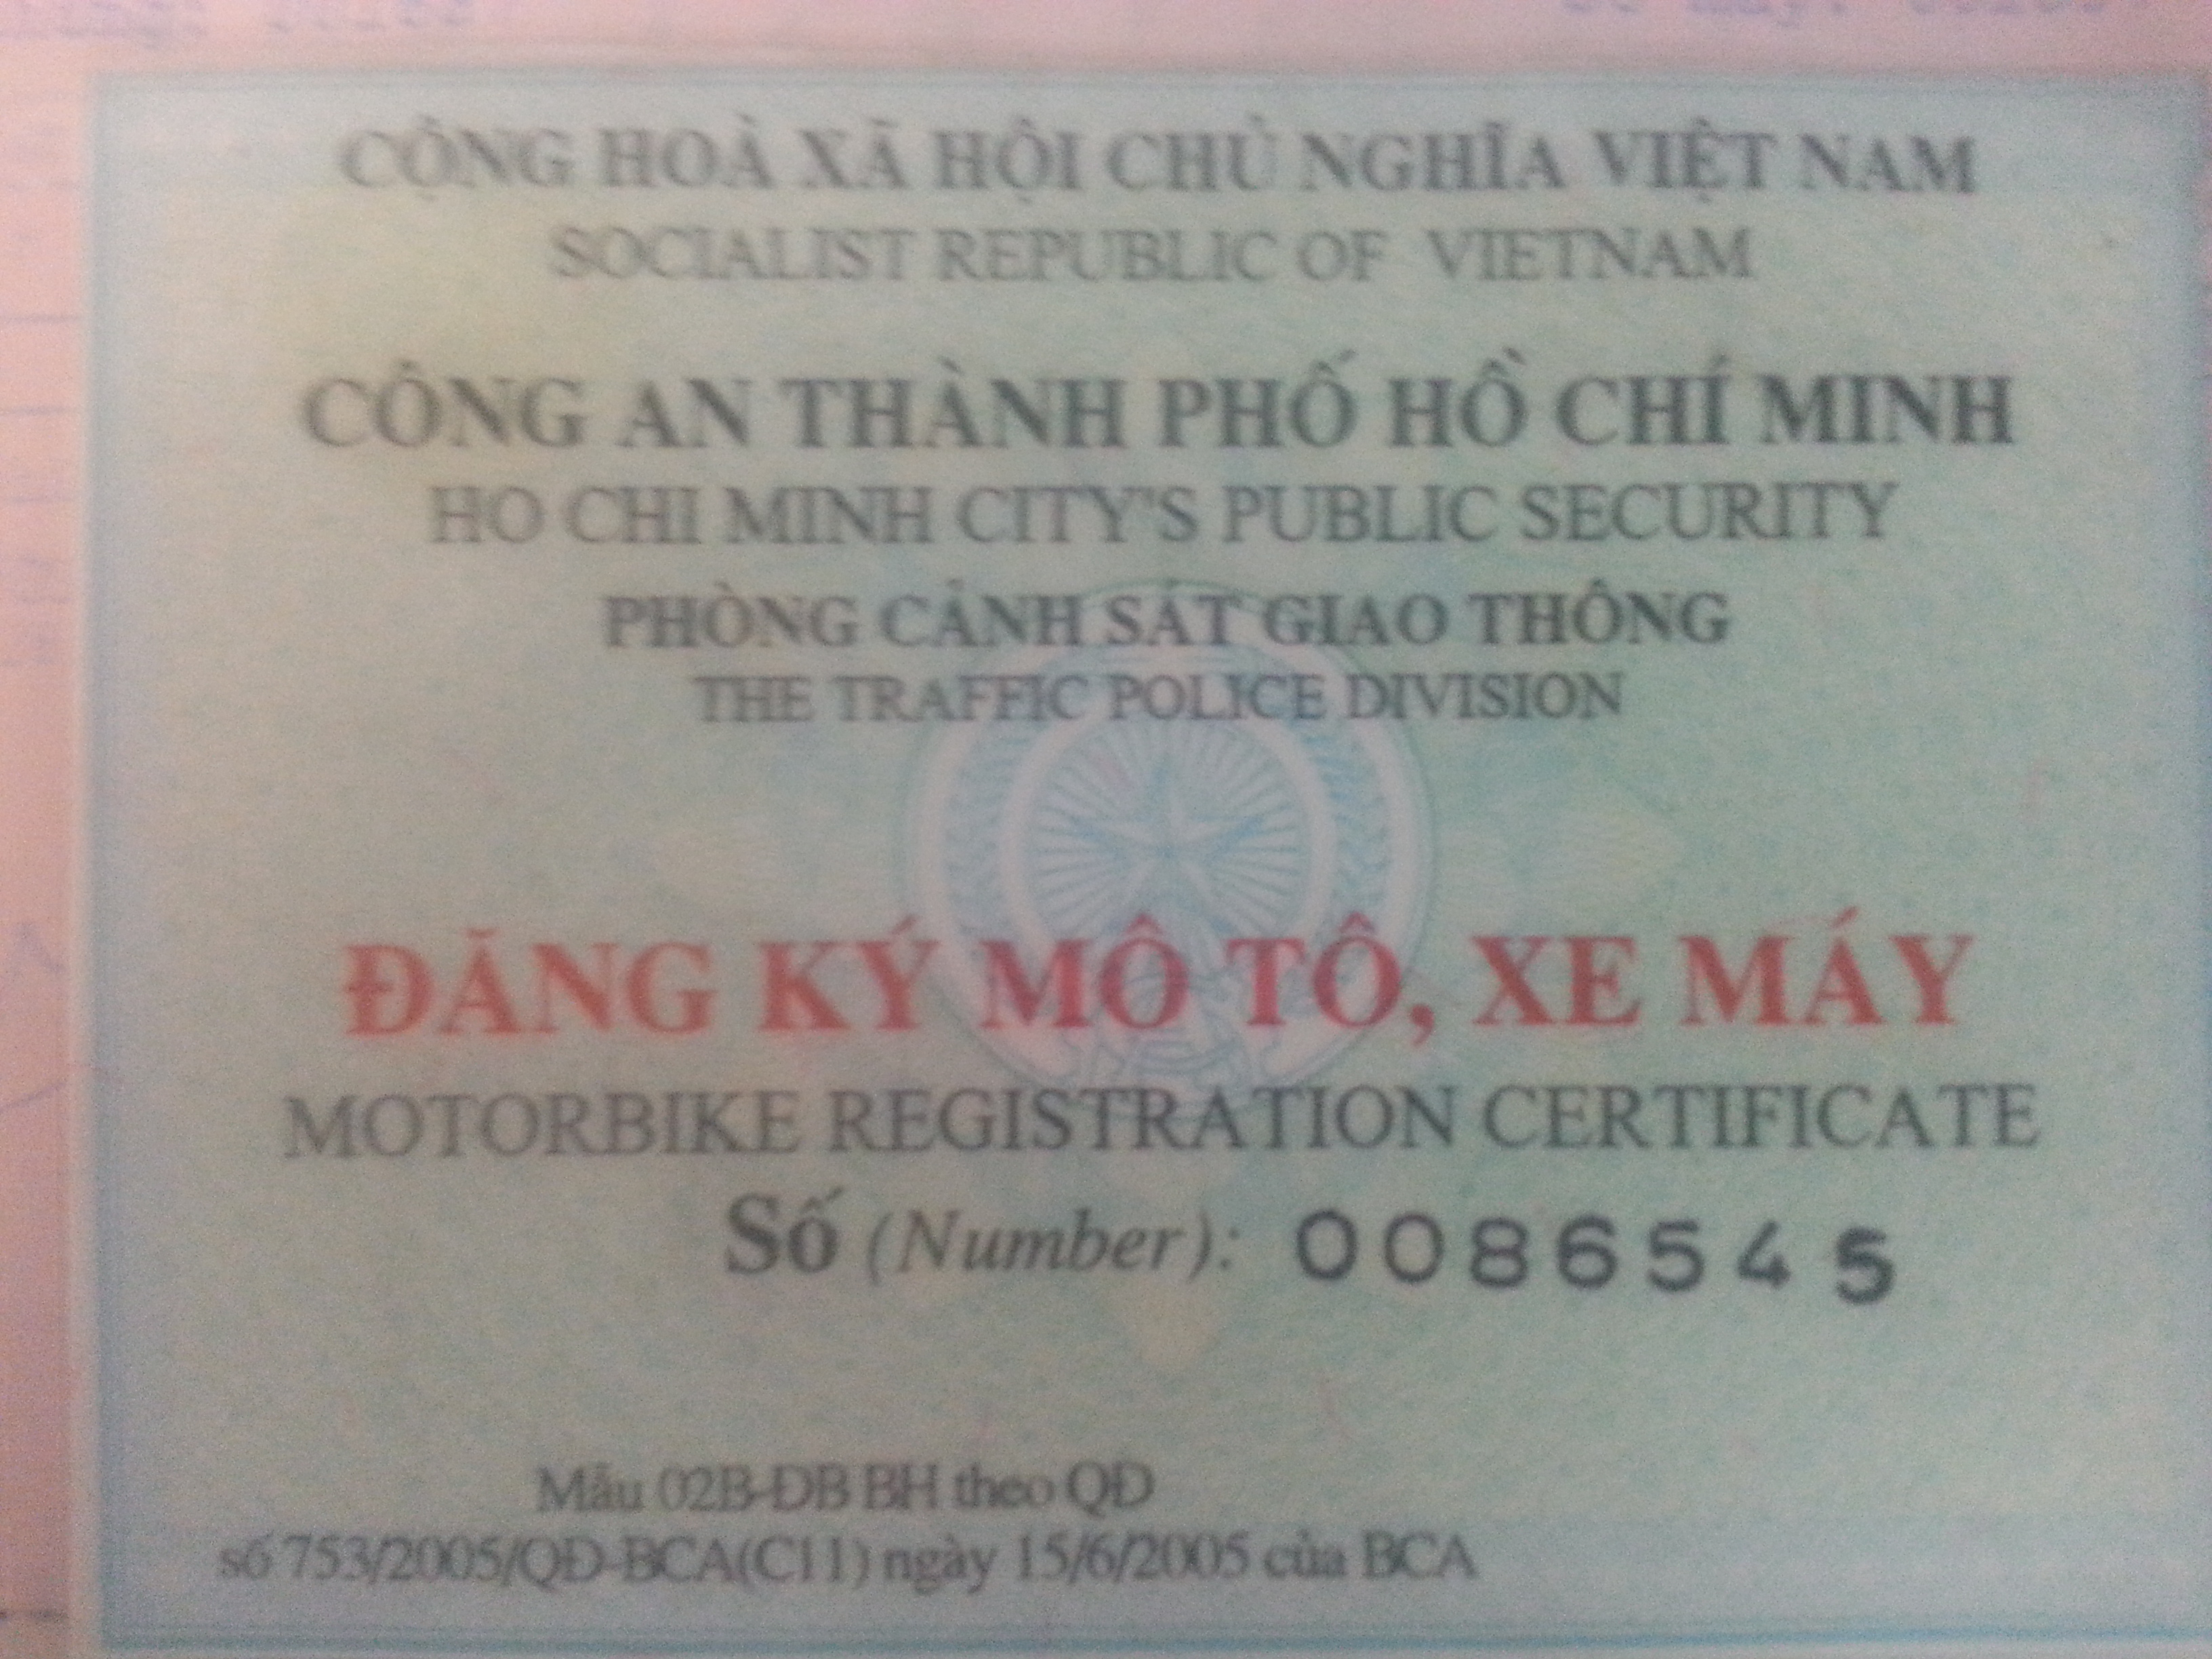 CỘNG HOÀ XÃ HỘI CHỦ NGHĨA VIỆT NAM
SOCIALIST REPUBLIC OF VIETNAM
CÔNG AN THÀNH PHỐ HỒ CHÍ MINH
HO CHI MINH CITY'S PUBLIC SECURITY
PHÒNG CẢNH SÁT GIAO THÔNG
THE TRAFFIC POLICE DIVISION
ĐĂNG KÝ MÔ TÔ, XE MÁY
MOTORBIKE REGISTRATION CERTIFICATE
Số (Number): 0086545
Mẫu 02B-ĐB BH theo QĐ
số 753/2005/QĐ-BCA(C11) ngày 15/6/2005 của BCA